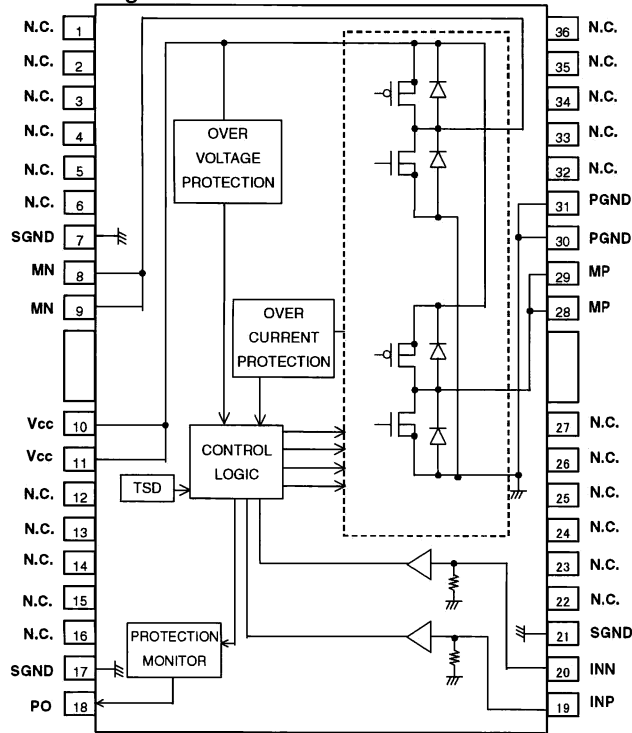 N.C. 1
N.C. 2
N.C. 3
N.C. 4
N.C. 5
N.C. 6
SGND 7
MN 8
MN 9
Vcc 10
Vcc 11
N.C. 12
N.C. 13
N.C. 14
N.C. 15
N.C. 16
SGND 17
PO 18
OVER
VOLTAGE
PROTECTION
OVER
CURRENT
PROTECTION
CONTROL
LOGIC
TSD
PROTECTION
MONITOR
36 N.C.
35 N.C.
34 N.C.
33 N.C.
32 N.C.
31 PGND
30 PGND
29 MP
28 MP
27 N.C.
26 N.C.
25 N.C.
24 N.C.
23 N.C.
22 N.C.
21 SGND
20 INN
19 INP